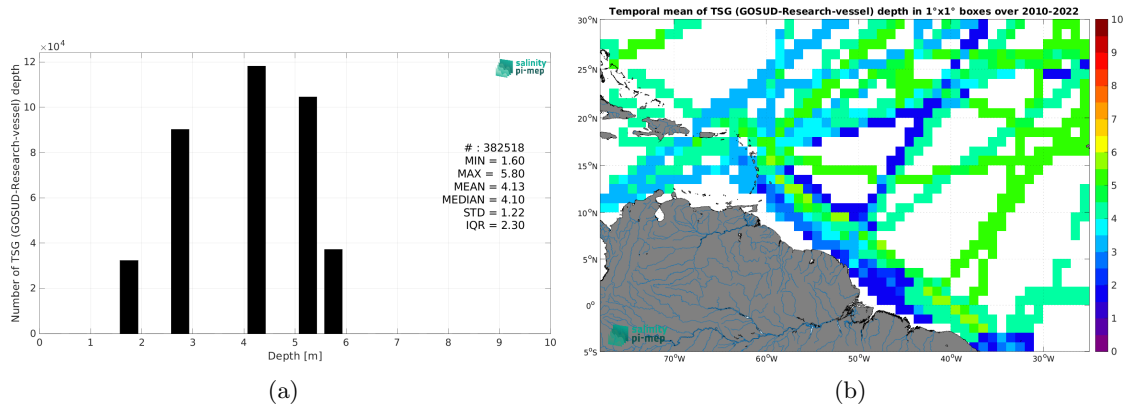 ×10⁴
12
10
8
6
4
2
0
Number of TSG (GOSUD-Research-vessel) depth
0 1 2 3 4 5 6 7 8 9 10
Depth [m]
salinity
pi-mep
# : 382518
MIN = 1.60
MAX = 5.80
MEAN = 4.13
MEDIAN = 4.10
STD = 1.22
IQR = 2.30
(a)
Temporal mean of TSG (GOSUD-Research-vessel) depth in 1°x1° boxes over 2010-2022
30°N
25°N
20°N
15°N
10°N
5°N
0°
5°S
70°W 60°W 50°W 40°W 30°W
salinity
pi-mep
10
9
8
7
6
5
4
3
2
1
0
(b)